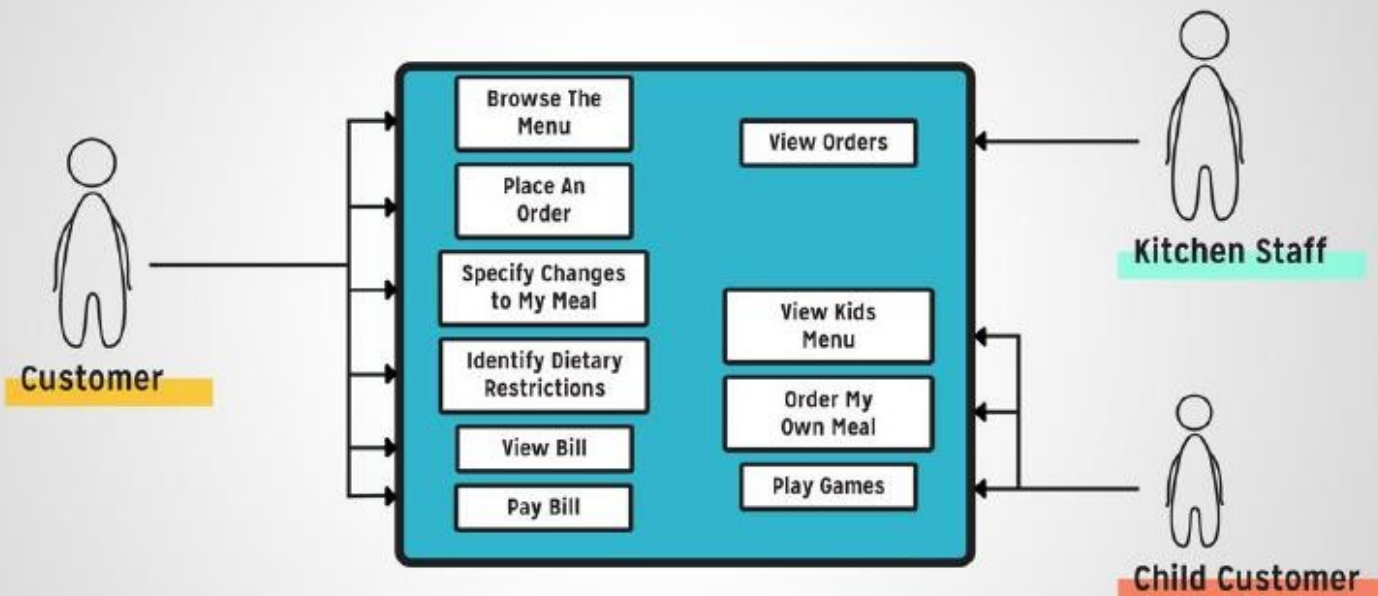 Browse The
Menu
Place An
Order
Specify Changes
to My Meal
Identify Dietary
Restrictions
View Bill
Pay Bill
Customer
View Orders
View Kids
Menu
Order My
Own Meal
Play Games
Kitchen Staff
Child Customer